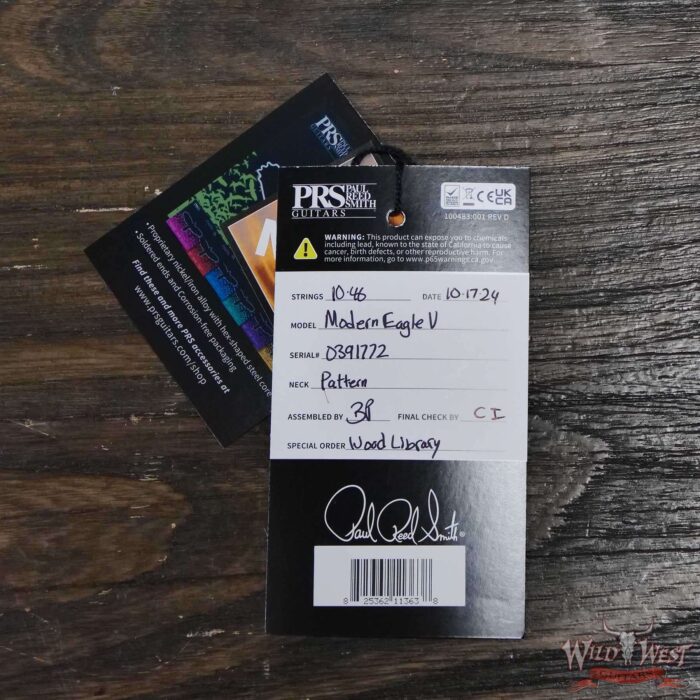 PRS PAUL REED SMITH
GUITARS
UK CA
100483:001 REV D
WARNING: This product can expose you to chemicals
including lead, known to the state of California to cause
cancer, birth defects, or other reproductive harm. For
more information, go to www.p65warnings.ca.gov.
STRINGS 10-46 DATE 10-17-24
MODEL Modern Eagle V
SERIAL# 0391772
NECK Pattern
ASSEMBLED BY BP FINAL CHECK BY CI
SPECIAL ORDER Wood Library
Paul Reed Smith®
8 25362 11363 8
PRS
• Proprietary nickel/iron alloy with hex-shaped steel core
• Soldered ends and Corrosion-free packaging
Find these and more PRS accessories at
www.prsguitars.com/shop
WILD WEST
GUITARS